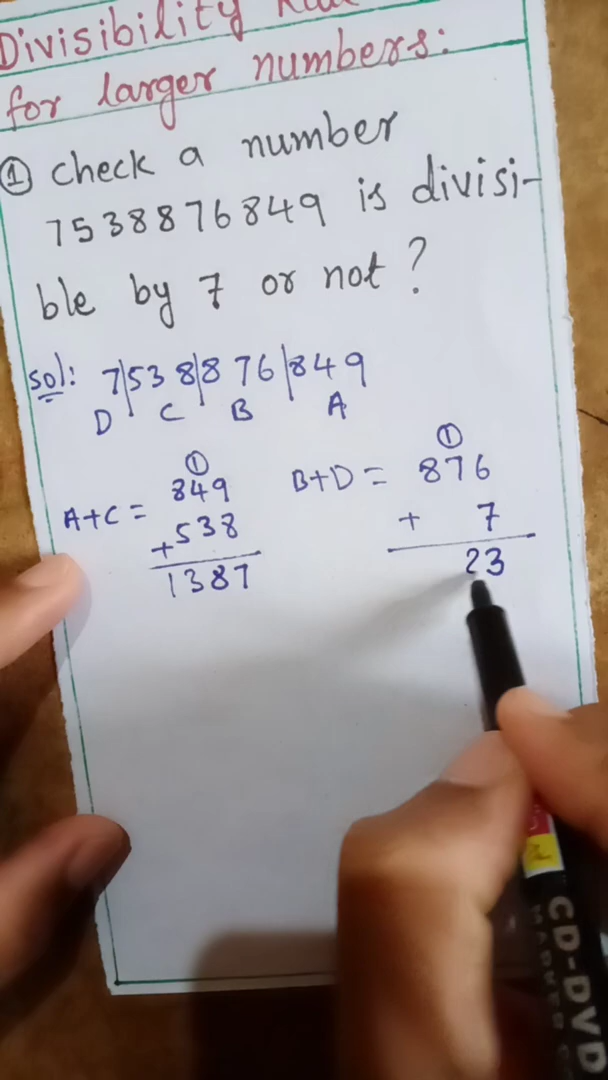 Divisibility
for larger numbers:
① Check a number
7538876849 is divisi-
ble by 7 or not?
Sol: 7|538|876|849
D C B A
① ①
A+C = 849 B+D = 876
+538 + 7
1387 23
CD-DVD
MARKER